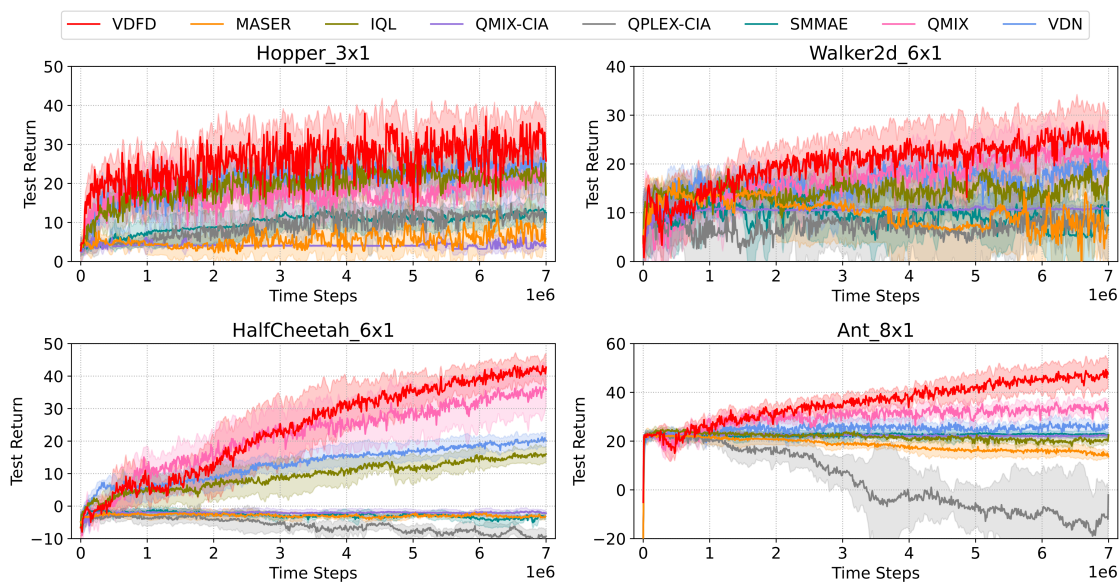 VDFD MASER IQL QMIX-CIA QPLEX-CIA SMMAE QMIX VDN
Hopper_3x1
50
40
30
20
10
0
Test Return
0 1 2 3 4 5 6 7
1e6
Time Steps
Walker2d_6x1
40
30
20
10
0
Test Return
0 1 2 3 4 5 6 7
1e6
Time Steps
HalfCheetah_6x1
50
40
30
20
10
0
−10
Test Return
0 1 2 3 4 5 6 7
1e6
Time Steps
Ant_8x1
60
40
20
0
−20
Test Return
0 1 2 3 4 5 6 7
1e6
Time Steps